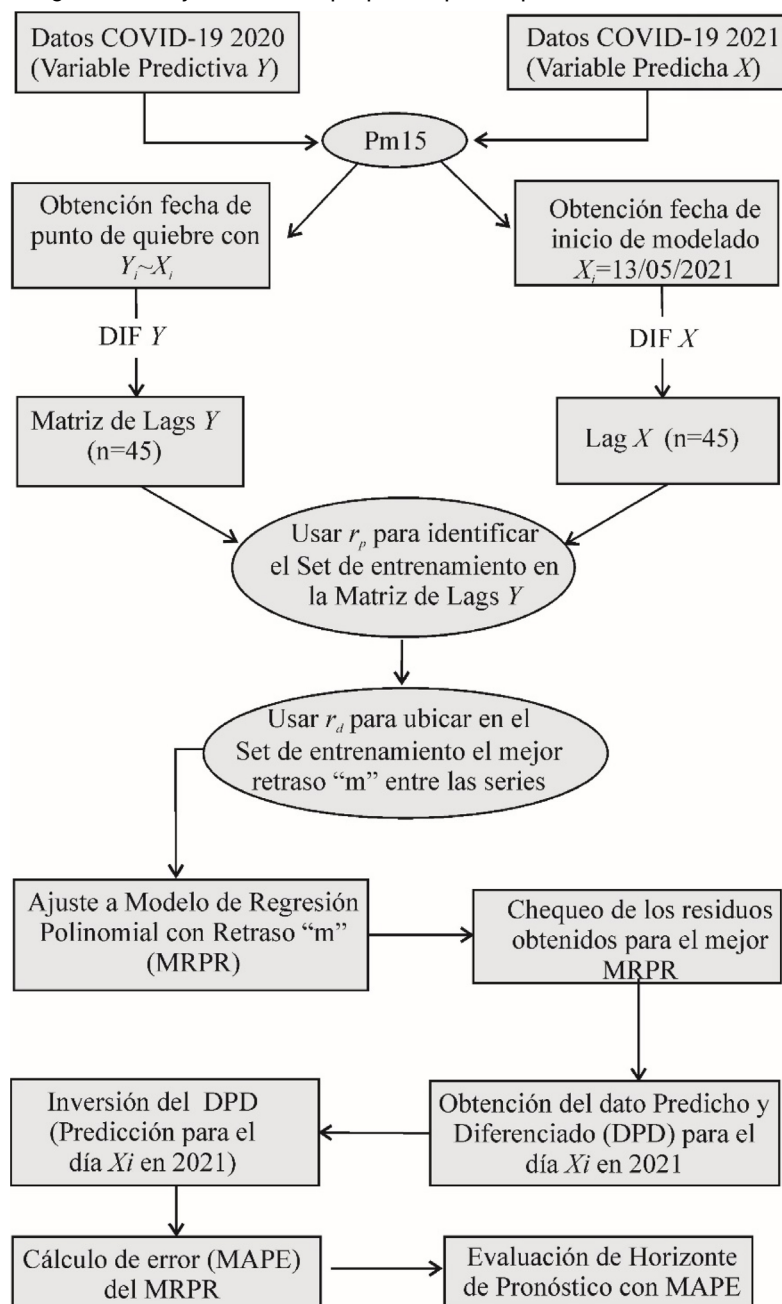 Datos COVID-19 2020
(Variable Predictiva Y)
Datos COVID-19 2021
(Variable Predicha X)
Pm15
Obtención fecha de
punto de quiebre con
Yi~Xi
Obtención fecha de
inicio de modelado
Xi=13/05/2021
DIF Y
DIF X
Matriz de Lags Y
(n=45)
Lag X (n=45)
Usar rp para identificar
el Set de entrenamiento en
la Matriz de Lags Y
Usar rd para ubicar en el
Set de entrenamiento el mejor
retraso “m” entre las series
Ajuste a Modelo de Regresión
Polinomial con Retraso “m”
(MRPR)
Chequeo de los residuos
obtenidos para el mejor
MRPR
Inversión del DPD
(Predicción para el
día Xi en 2021)
Obtención del dato Predicho y
Diferenciado (DPD) para el
día Xi en 2021
Cálculo de error (MAPE)
del MRPR
Evaluación de Horizonte
de Pronóstico con MAPE